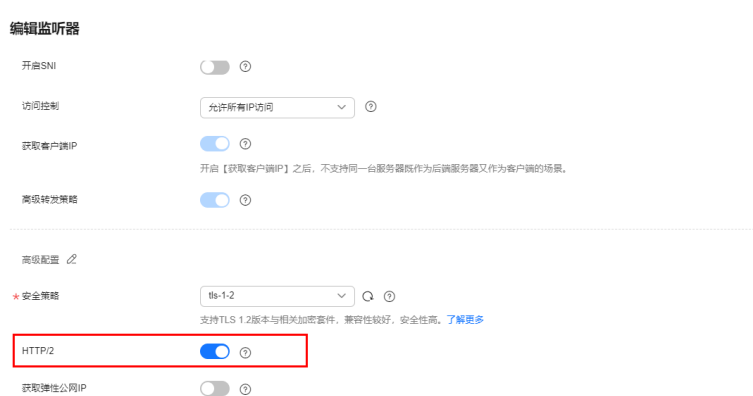 编辑监听器
开启SNI
访问控制 允许所有IP访问
获取客户端IP
开启【获取客户端IP】之后，不支持同一台服务器既作为后端服务器又作为客户端的场景。
高级转发策略
高级配置
* 安全策略 tls-1-2
支持TLS 1.2版本与相关加密套件，兼容性较好，安全性高。了解更多
HTTP/2
获取弹性公网IP